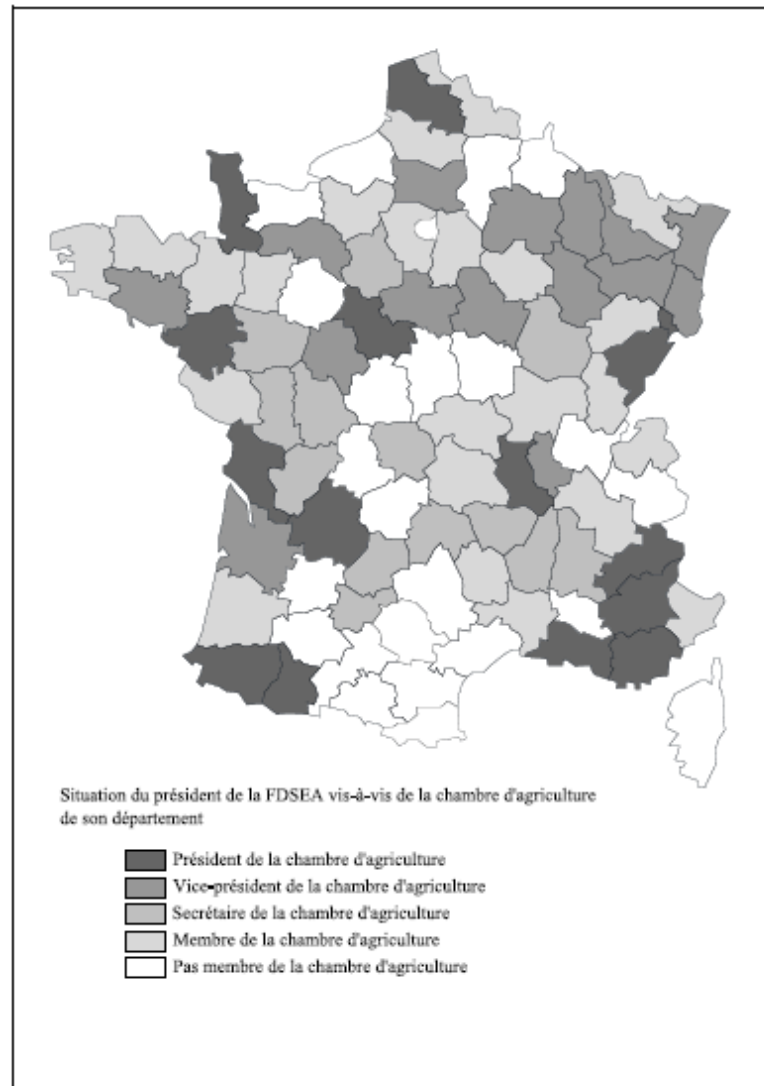 Situation du président de la FDSEA vis-à-vis de la chambre d'agriculture
de son département
Président de la chambre d'agriculture
Vice-président de la chambre d'agriculture
Secrétaire de la chambre d'agriculture
Membre de la chambre d'agriculture
Pas membre de la chambre d'agriculture